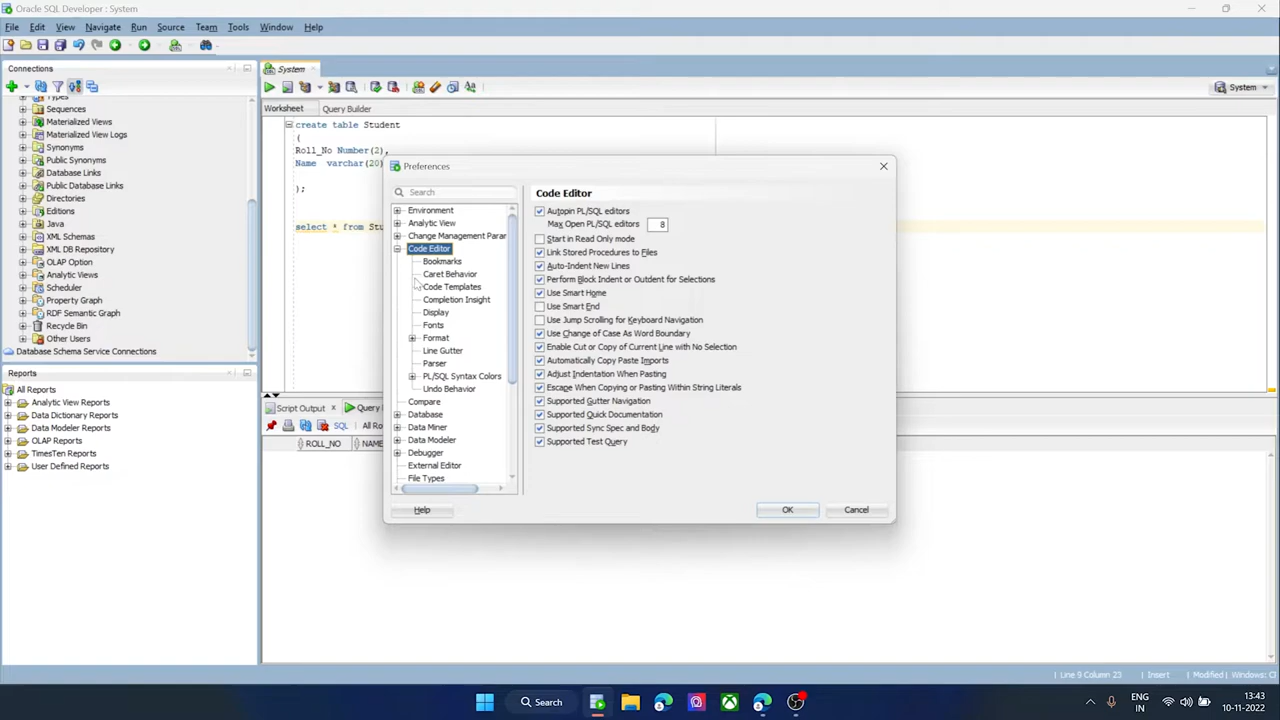 Oracle SQL Developer : System
File Edit View Navigate Run Source Team Tools Window Help
Connections
Types
Sequences
Materialized Views
Materialized View Logs
Synonyms
Public Synonyms
Database Links
Public Database Links
Directories
Editions
Java
XML Schemas
XML DB Repository
OLAP Option
Analytic Views
Scheduler
Property Graph
RDF Semantic Graph
Recycle Bin
Other Users
Database Schema Service Connections
Reports
All Reports
Analytic View Reports
Data Dictionary Reports
Data Modeler Reports
OLAP Reports
TimesTen Reports
User Defined Reports
System
System
Worksheet Query Builder
create table Student
(
Roll_No Number(2),
Name varchar(20)
);
select * from Stu
Script Output Query
SQL All Ro
ROLL_NO NAME
Preferences
Search
Environment
Analytic View
Change Management Parar
Code Editor
Bookmarks
Caret Behavior
Code Templates
Completion Insight
Display
Fonts
Format
Line Gutter
Parser
PL/SQL Syntax Colors
Undo Behavior
Compare
Database
Data Miner
Data Modeler
Debugger
External Editor
File Types
Code Editor
Autopin PL/SQL editors
Max Open PL/SQL editors 8
Start in Read Only mode
Link Stored Procedures to Files
Auto-Indent New Lines
Perform Block Indent or Outdent for Selections
Use Smart Home
Use Smart End
Use Jump Scrolling for Keyboard Navigation
Use Change of Case As Word Boundary
Enable Cut or Copy of Current Line with No Selection
Automatically Copy Paste Imports
Adjust Indentation When Pasting
Escape When Copying or Pasting Within String Literals
Supported Gutter Navigation
Supported Quick Documentation
Supported Sync Spec and Body
Supported Test Query
Help OK Cancel
Line 9 Column 23 Insert Modified Windows: C
Search
ENG
IN
13:43
10-11-2022